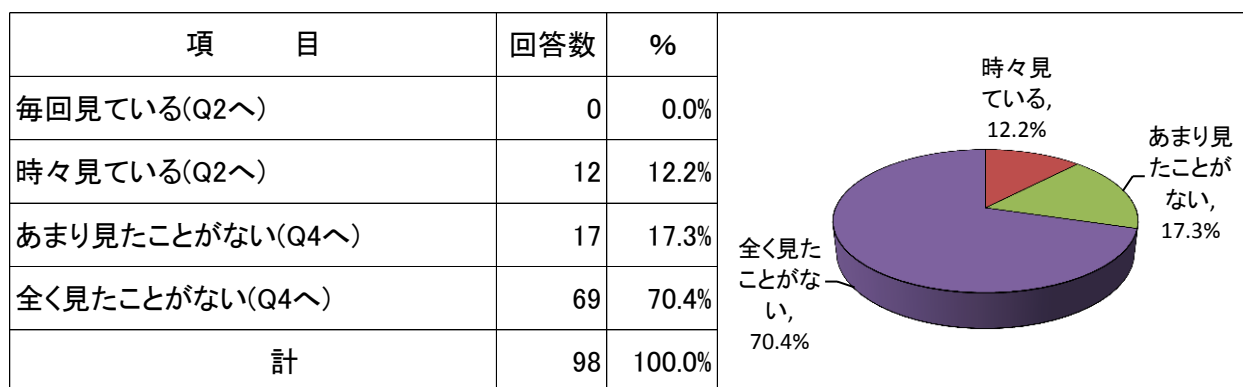 項　　　目 回答数 %
毎回見ている(Q2へ) 0 0.0%
時々見ている(Q2へ) 12 12.2%
あまり見たことがない(Q4へ) 17 17.3%
全く見たことがない(Q4へ) 69 70.4%
計 98 100.0%
時々見
ている,
12.2%
あまり見
たことが
ない,
17.3%
全く見た
ことがな
い,
70.4%